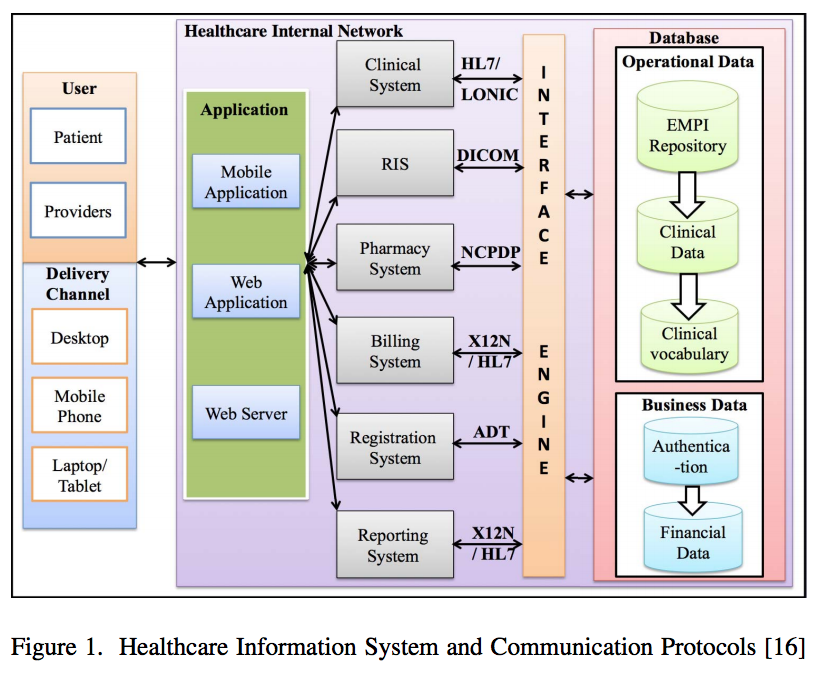 Healthcare Internal Network
User
Patient
Providers
Delivery
Channel
Desktop
Mobile
Phone
Laptop/
Tablet
Application
Mobile
Application
Web
Application
Web Server
Clinical
System
RIS
Pharmacy
System
Billing
System
Registration
System
Reporting
System
HL7/
LONIC
DICOM
NCPDP
X12N
/ HL7
ADT
X12N
/ HL7
INTERFACE
ENGINE
Database
Operational Data
EMPI
Repository
Clinical
Data
Clinical
vocabulary
Business Data
Authentica
-tion
Financial
Data
Figure 1. Healthcare Information System and Communication Protocols [16]